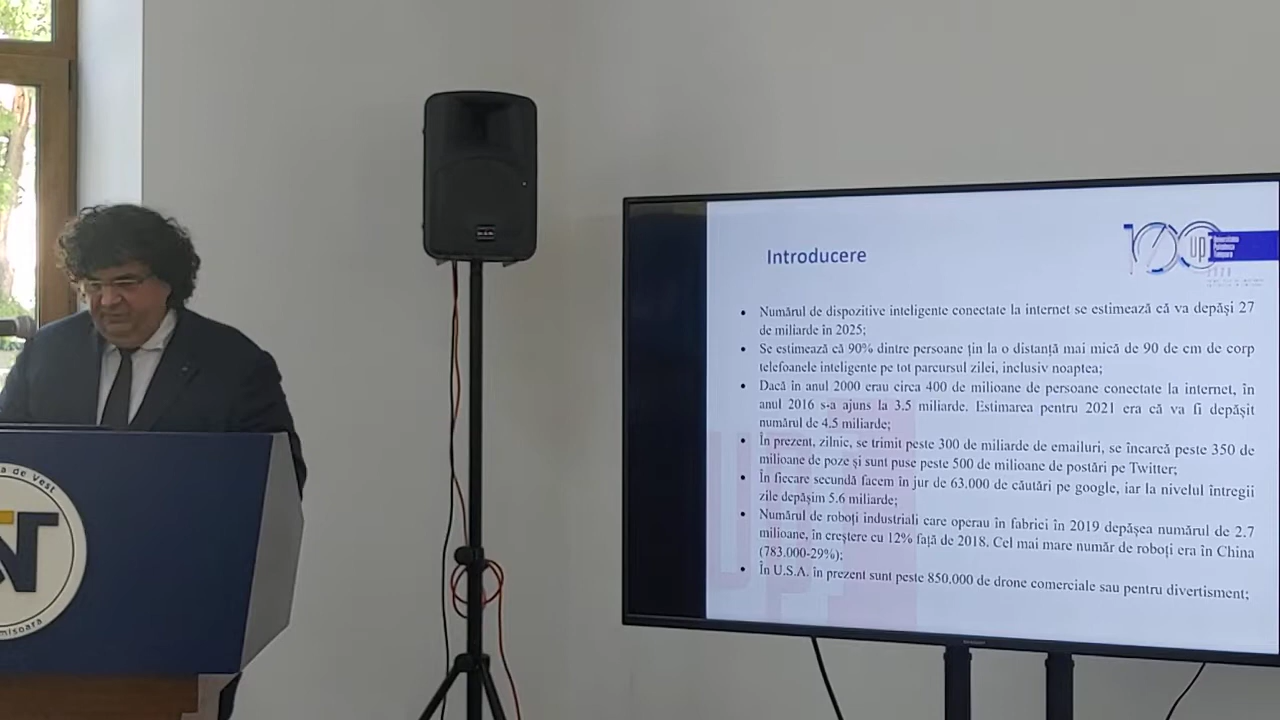 Introducere
100
upt
Universitatea
Politehnica
Timișoara
• Numărul de dispozitive inteligente conectate la internet se estimează că va depăși 27
de miliarde în 2025;
• Se estimează că 90% dintre persoane țin la o distanță mai mică de 90 de cm de corp
telefoanele inteligente pe tot parcursul zilei, inclusiv noaptea;
• Dacă în anul 2000 erau circa 400 de milioane de persoane conectate la internet, în
anul 2016 s-a ajuns la 3.5 miliarde. Estimarea pentru 2021 era că va fi depășit
numărul de 4.5 miliarde;
• În prezent, zilnic, se trimit peste 300 de miliarde de emailuri, se încarcă peste 350 de
milioane de poze și sunt puse peste 500 de milioane de postări pe Twitter;
• În fiecare secundă facem în jur de 63.000 de căutări pe google, iar la nivelul întregii
zile depășim 5.6 miliarde;
• Numărul de roboți industriali care operau în fabrici în 2019 depășea numărul de 2.7
milioane, în creștere cu 12% față de 2018. Cel mai mare număr de roboți era în China
(783.000-29%);
• În U.S.A. în prezent sunt peste 850.000 de drone comerciale sau pentru divertisment;
a de Vest
mișoara